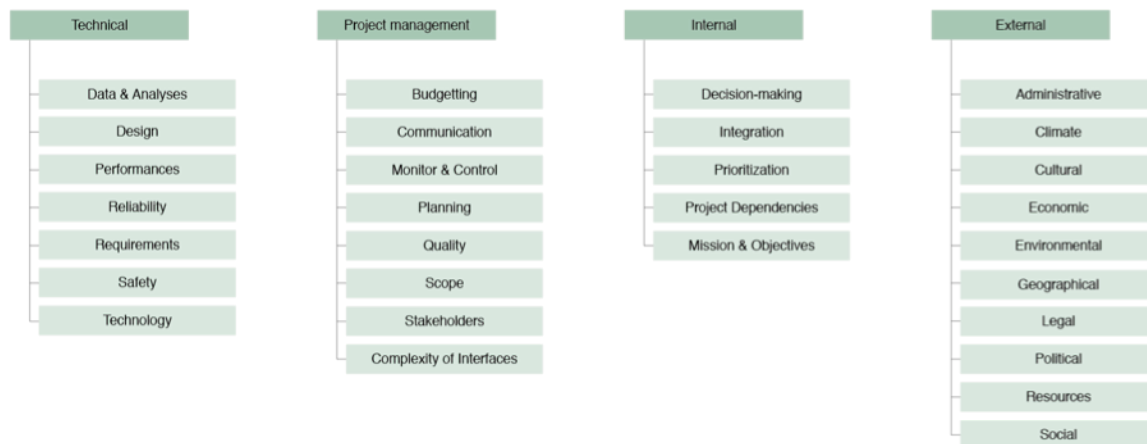 Technical
Data & Analyses
Design
Performances
Reliability
Requirements
Safety
Technology
Project management
Budgetting
Communication
Monitor & Control
Planning
Quality
Scope
Stakeholders
Complexity of Interfaces
Internal
Decision-making
Integration
Prioritization
Project Dependencies
Mission & Objectives
External
Administrative
Climate
Cultural
Economic
Environmental
Geographical
Legal
Political
Resources
Social